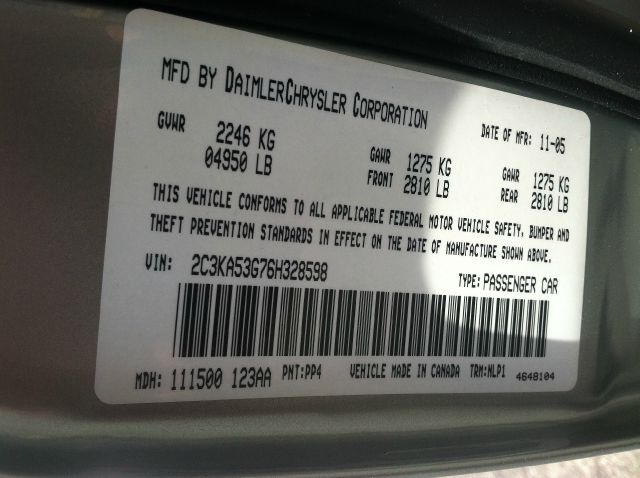 MFD BY DAIMLERCHRYSLER CORPORATION
DATE OF MFR: 11-05
GVWR 2246 KG
04950 LB
GAWR FRONT 1275 KG
2810 LB
GAWR REAR 1275 KG
2810 LB
THIS VEHICLE CONFORMS TO ALL APPLICABLE FEDERAL MOTOR VEHICLE SAFETY, BUMPER AND
THEFT PREVENTION STANDARDS IN EFFECT ON THE DATE OF MANUFACTURE SHOWN ABOVE.
VIN: 2C3KA53G76H328598
TYPE: PASSENGER CAR
MDH: 111500 123AA PNT:PP4 VEHICLE MADE IN CANADA TRM:NLP1 4648104